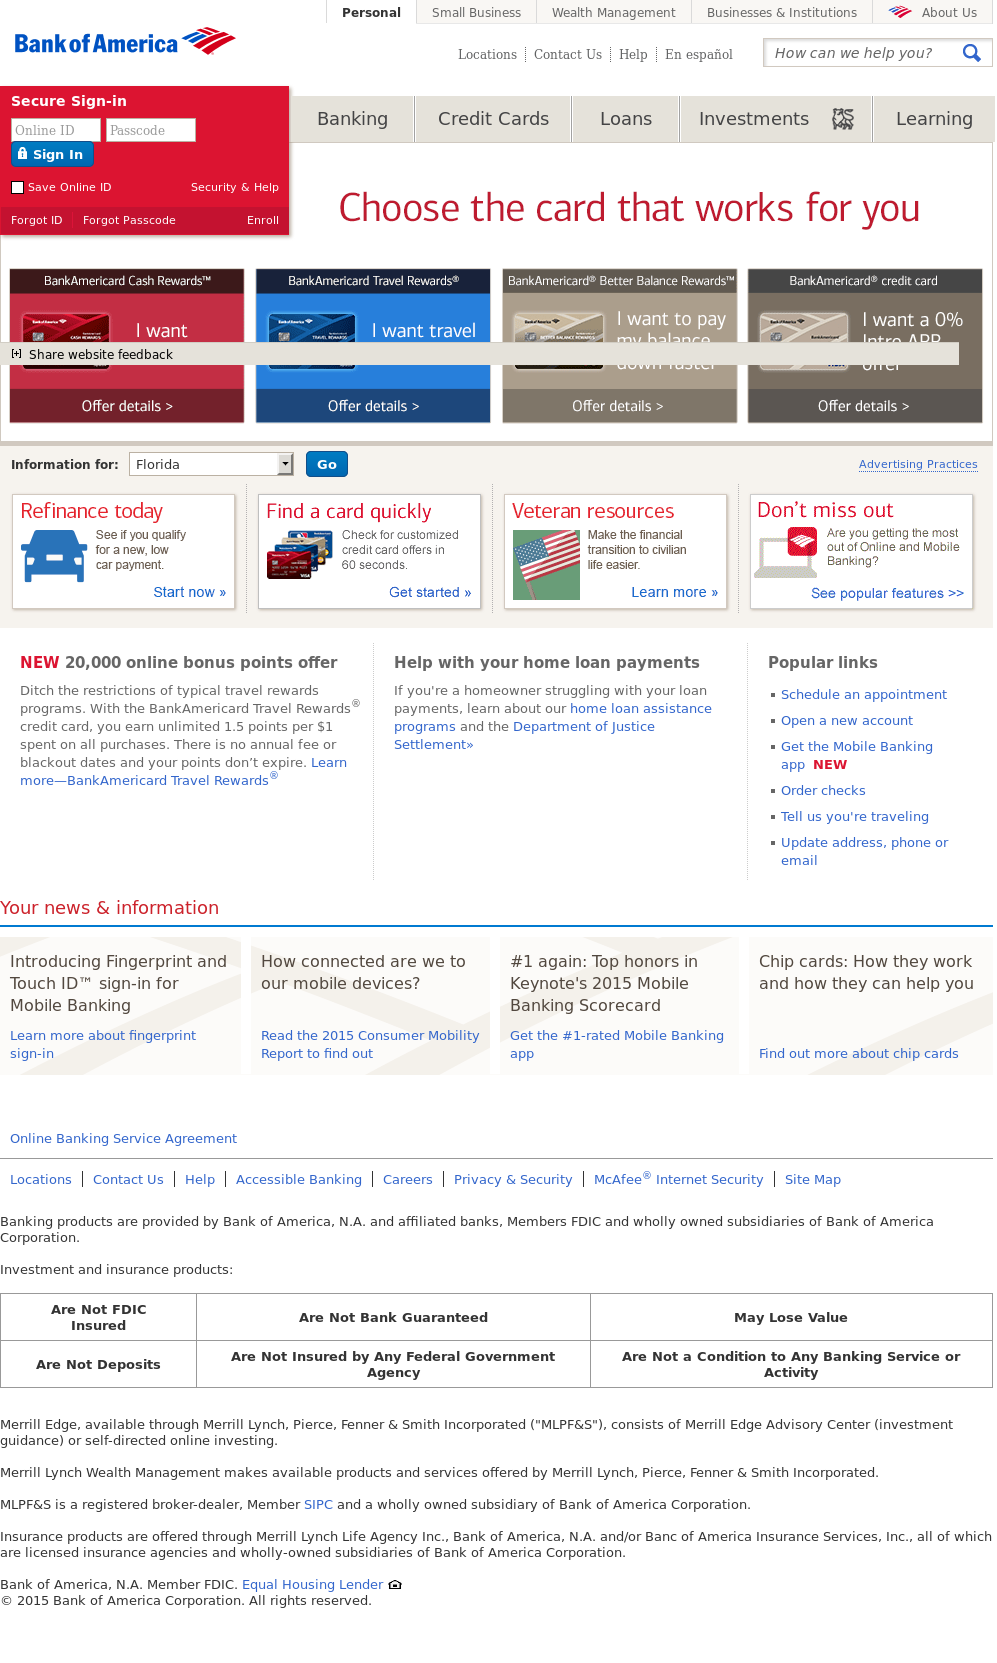 Personal
Small Business
Wealth Management
Businesses & Institutions
About Us
Bank of America
Locations
Contact Us
Help
En español
How can we help you?
Secure Sign-in
Online ID
Passcode
Sign In
Save Online ID
Security & Help
Forgot ID
Forgot Passcode
Enroll
Banking
Credit Cards
Loans
Investments
Learning
Choose the card that works for you
BankAmericard Cash Rewards™
I want
Offer details >
BankAmericard Travel Rewards®
I want travel
Offer details >
BankAmericard® Better Balance Rewards™
I want to pay
my balance
down faster
Offer details >
BankAmericard® credit card
I want a 0%
Intro APR
offer
Offer details >
[+] Share website feedback
Information for:
Florida
Go
Advertising Practices
Refinance today
See if you qualify
for a new, low
car payment.
Start now »
Find a card quickly
Check for customized
credit card offers in
60 seconds.
Get started »
Veteran resources
Make the financial
transition to civilian
life easier.
Learn more »
Don't miss out
Are you getting the most
out of Online and Mobile
Banking?
See popular features >>
NEW 20,000 online bonus points offer
Ditch the restrictions of typical travel rewards
programs. With the BankAmericard Travel Rewards®
credit card, you earn unlimited 1.5 points per $1
spent on all purchases. There is no annual fee or
blackout dates and your points don’t expire. Learn
more—BankAmericard Travel Rewards®
Help with your home loan payments
If you're a homeowner struggling with your loan
payments, learn about our home loan assistance
programs and the Department of Justice
Settlement»
Popular links
Schedule an appointment
Open a new account
Get the Mobile Banking
app NEW
Order checks
Tell us you're traveling
Update address, phone or
email
Your news & information
Introducing Fingerprint and
Touch ID™ sign-in for
Mobile Banking
Learn more about fingerprint
sign-in
How connected are we to
our mobile devices?
Read the 2015 Consumer Mobility
Report to find out
#1 again: Top honors in
Keynote's 2015 Mobile
Banking Scorecard
Get the #1-rated Mobile Banking
app
Chip cards: How they work
and how they can help you
Find out more about chip cards
Online Banking Service Agreement
Locations
Contact Us
Help
Accessible Banking
Careers
Privacy & Security
McAfee® Internet Security
Site Map
Banking products are provided by Bank of America, N.A. and affiliated banks, Members FDIC and wholly owned subsidiaries of Bank of America
Corporation.
Investment and insurance products:
Are Not FDIC
Insured
Are Not Bank Guaranteed
May Lose Value
Are Not Deposits
Are Not Insured by Any Federal Government
Agency
Are Not a Condition to Any Banking Service or
Activity
Merrill Edge, available through Merrill Lynch, Pierce, Fenner & Smith Incorporated ("MLPF&S"), consists of Merrill Edge Advisory Center (investment
guidance) or self-directed online investing.
Merrill Lynch Wealth Management makes available products and services offered by Merrill Lynch, Pierce, Fenner & Smith Incorporated.
MLPF&S is a registered broker-dealer, Member SIPC and a wholly owned subsidiary of Bank of America Corporation.
Insurance products are offered through Merrill Lynch Life Agency Inc., Bank of America, N.A. and/or Banc of America Insurance Services, Inc., all of which
are licensed insurance agencies and wholly-owned subsidiaries of Bank of America Corporation.
Bank of America, N.A. Member FDIC. Equal Housing Lender
© 2015 Bank of America Corporation. All rights reserved.